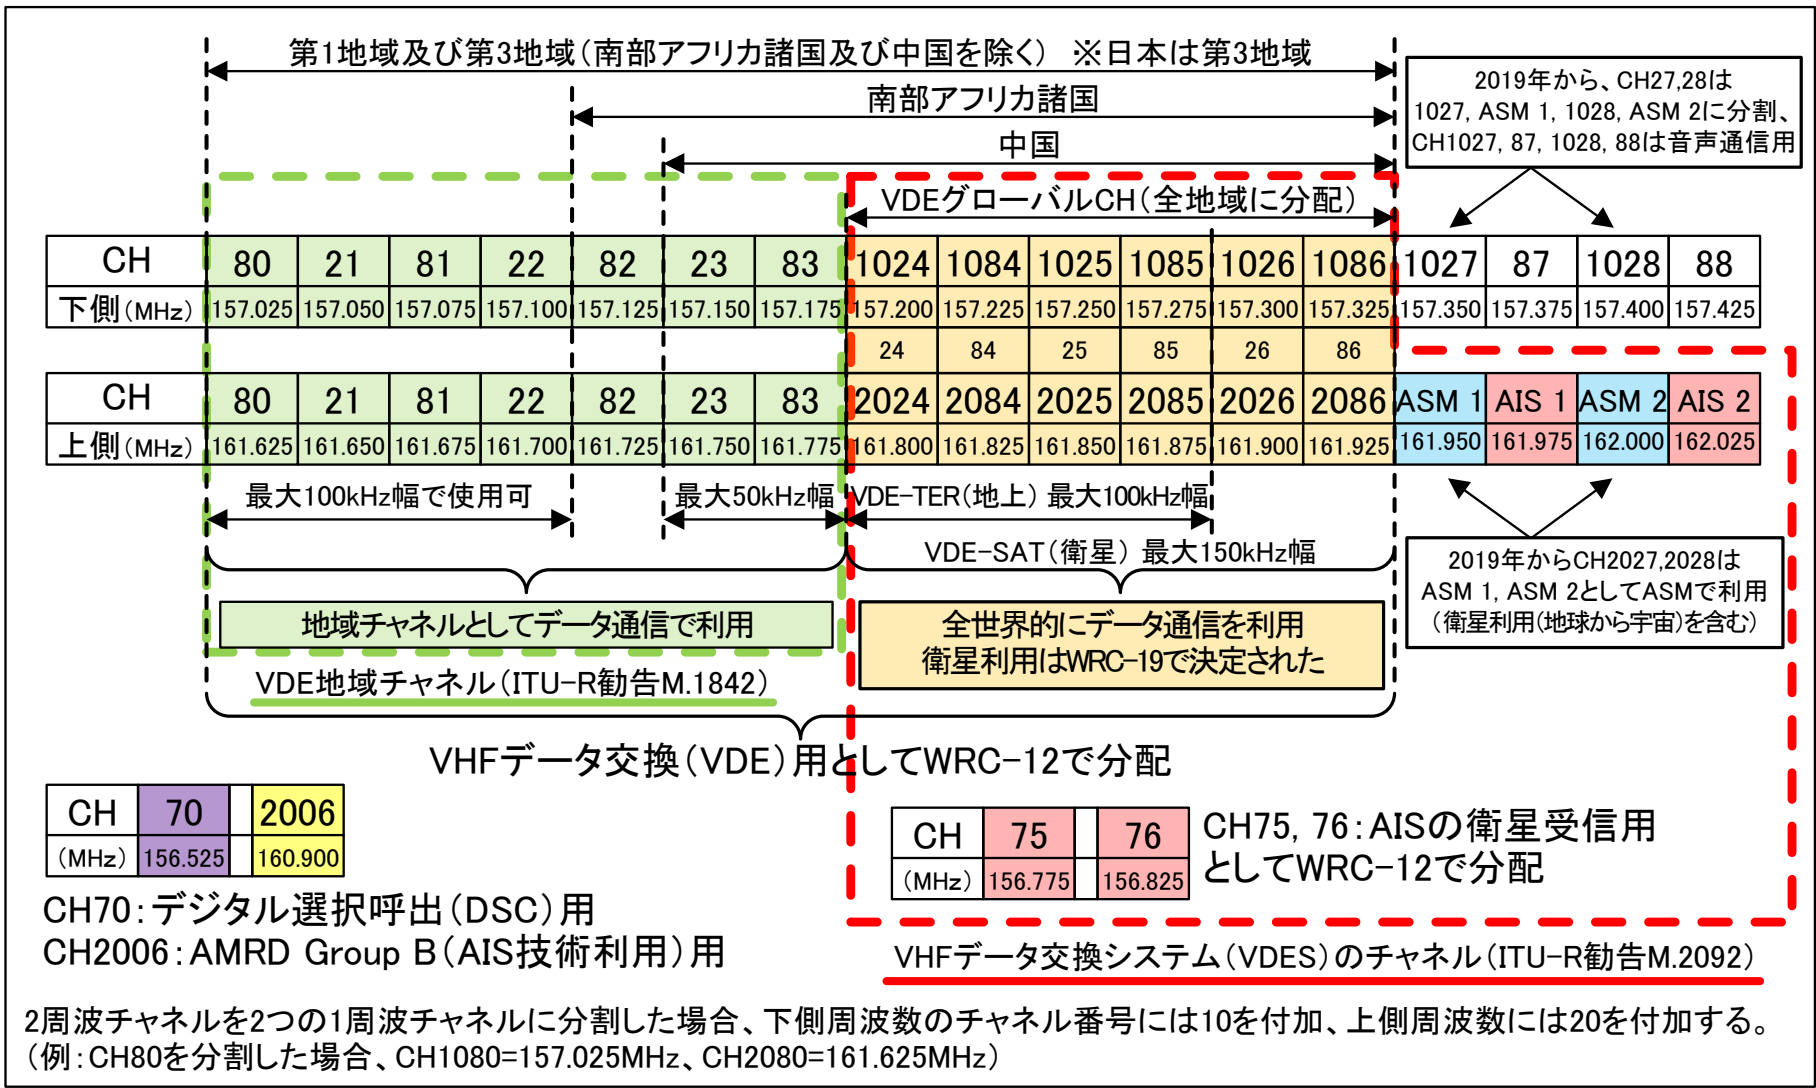 第1地域及び第3地域(南部アフリカ諸国及び中国を除く) ※日本は第3地域
南部アフリカ諸国
中国
2019年から、CH27,28は
1027, ASM 1, 1028, ASM 2に分割、
CH1027, 87, 1028, 88は音声通信用
VDEグローバルCH(全地域に分配)
CH 80 21 81 22 82 23 83 1024 1084 1025 1085 1026 1086 1027 87 1028 88
下側(MHz) 157.025 157.050 157.075 157.100 157.125 157.150 157.175 157.200 157.225 157.250 157.275 157.300 157.325 157.350 157.375 157.400 157.425
24 84 25 85 26 86
CH 80 21 81 22 82 23 83 2024 2084 2025 2085 2026 2086 ASM 1 AIS 1 ASM 2 AIS 2
上側(MHz) 161.625 161.650 161.675 161.700 161.725 161.750 161.775 161.800 161.825 161.850 161.875 161.900 161.925 161.950 161.975 162.000 162.025
最大100kHz幅で使用可
最大50kHz幅
VDE-TER(地上) 最大100kHz幅
VDE-SAT(衛星) 最大150kHz幅
2019年からCH2027,2028は
ASM 1, ASM 2としてASMで利用
(衛星利用(地球から宇宙)を含む)
地域チャネルとしてデータ通信で利用
全世界的にデータ通信を利用
衛星利用はWRC-19で決定された
VDE地域チャネル(ITU-R勧告M.1842)
VHFデータ交換(VDE)用としてWRC-12で分配
CH 70 2006
(MHz) 156.525 160.900
CH70:デジタル選択呼出(DSC)用
CH2006:AMRD Group B(AIS技術利用)用
CH 75 76
(MHz) 156.775 156.825
CH75, 76:AISの衛星受信用
としてWRC-12で分配
VHFデータ交換システム(VDES)のチャネル(ITU-R勧告M.2092)
2周波チャネルを2つの1周波チャネルに分割した場合、下側周波数のチャネル番号には10を付加、上側周波数には20を付加する。
(例:CH80を分割した場合、CH1080=157.025MHz、CH2080=161.625MHz)